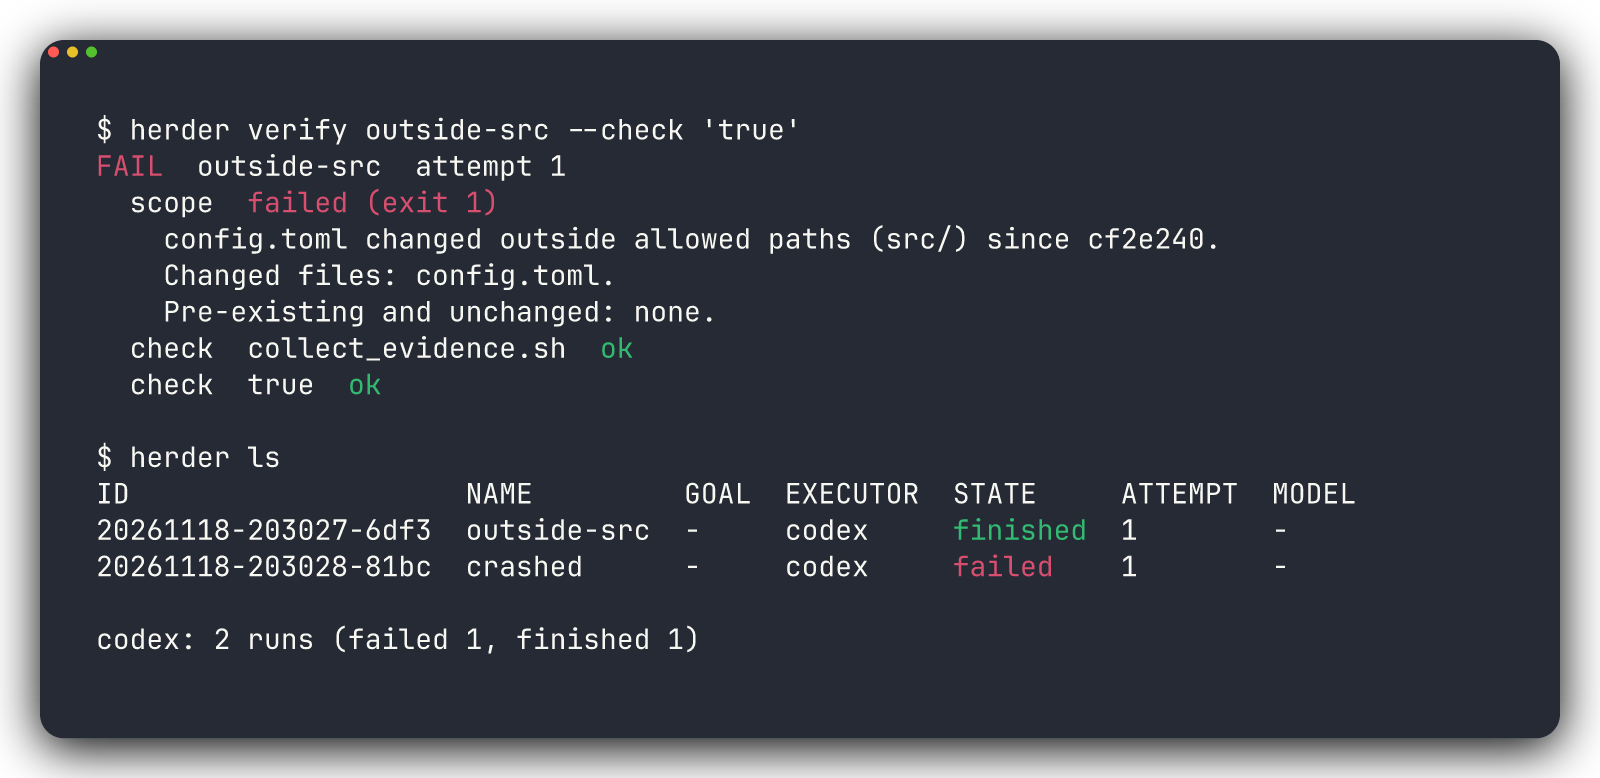 $ herder verify outside-src --check 'true'
FAIL  outside-src  attempt 1
  scope  failed (exit 1)
    config.toml changed outside allowed paths (src/) since cf2e240.
    Changed files: config.toml.
    Pre-existing and unchanged: none.
  check  collect_evidence.sh  ok
  check  true  ok

$ herder ls
ID                    NAME         GOAL  EXECUTOR  STATE     ATTEMPT  MODEL
20261118-203027-6df3  outside-src  -     codex     finished  1        -
20261118-203028-81bc  crashed      -     codex     failed    1        -

codex: 2 runs (failed 1, finished 1)